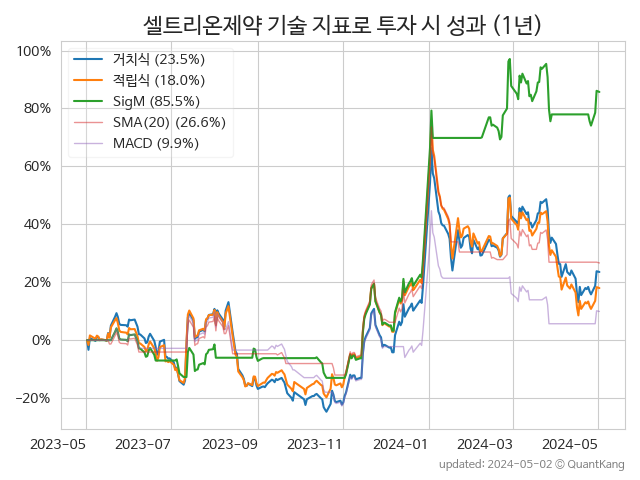 셀트리온제약 기술 지표로 투자 시 성과 (1년)
거치식 (23.5%)
적립식 (18.0%)
SigM (85.5%)
SMA(20) (26.6%)
MACD (9.9%)
100%
80%
60%
40%
20%
0%
−20%
2023-05 2023-07 2023-09 2023-11 2024-01 2024-03 2024-05
updated: 2024-05-02 © QuantKang